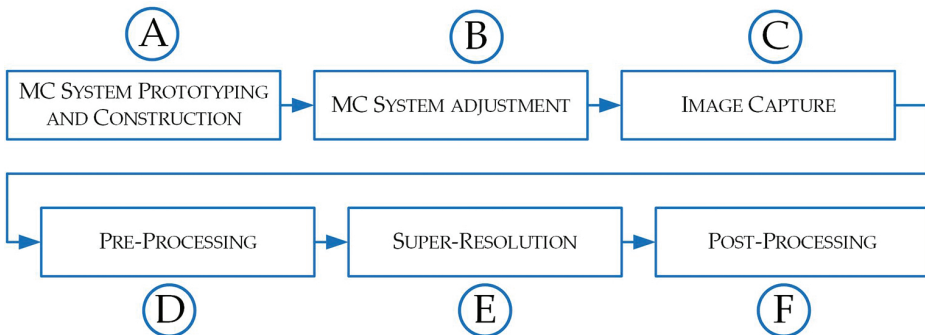 A
B
C
MC System Prototyping
and Construction
MC System adjustment
Image Capture
Pre-Processing
Super-Resolution
Post-Processing
D
E
F